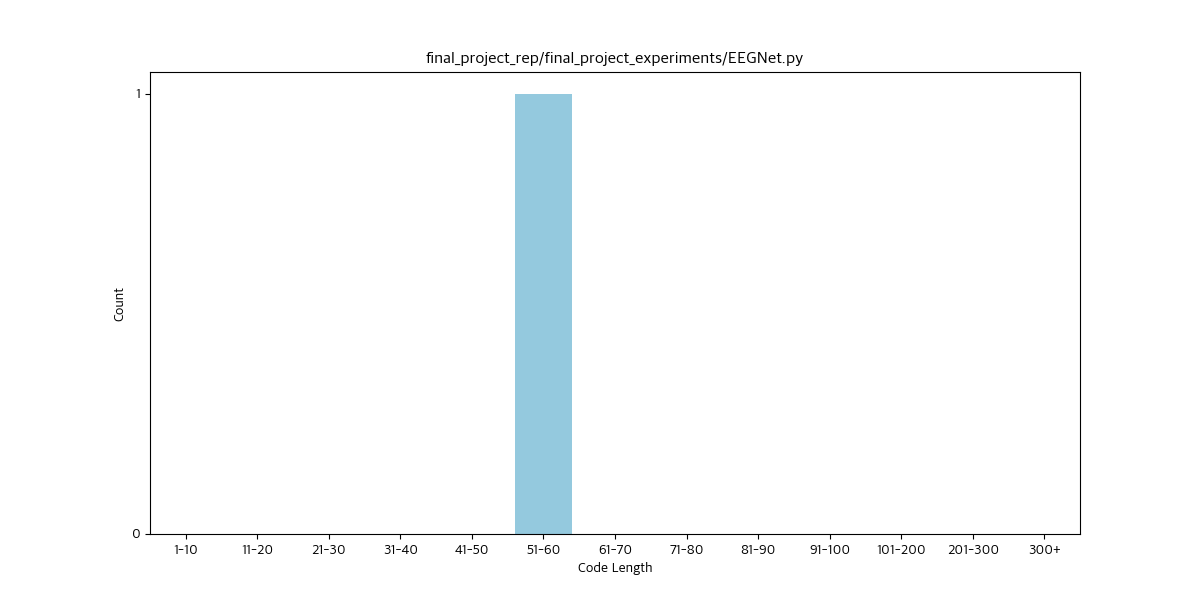 final_project_rep/final_project_experiments/EEGNet.py
Count
1
0
1-10 11-20 21-30 31-40 41-50 51-60 61-70 71-80 81-90 91-100 101-200 201-300 300+
Code Length